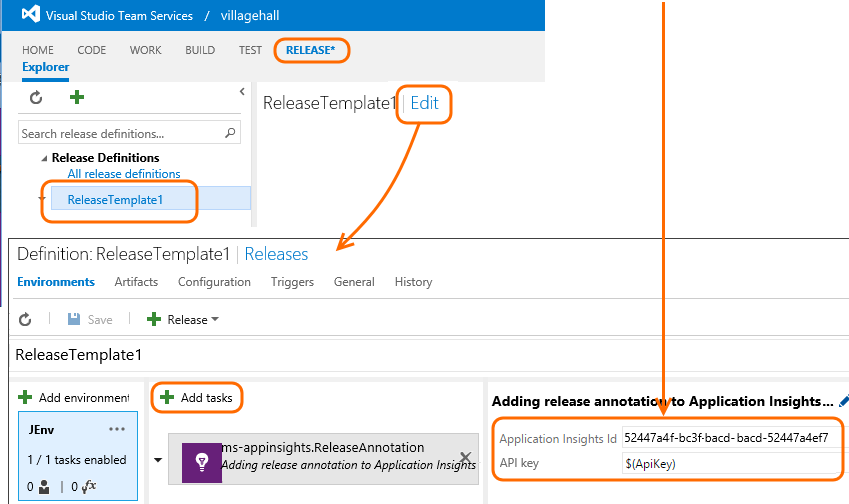 Visual Studio Team Services / villagehall
HOME CODE WORK BUILD TEST RELEASE*
Explorer
ReleaseTemplate1 | Edit
Search release definitions...
Release Definitions
All release definitions
ReleaseTemplate1
Definition: ReleaseTemplate1 | Releases
Environments Artifacts Configuration Triggers General History
Save Release
ReleaseTemplate1
Add environment Add tasks
Adding release annotation to Application Insights...
JEnv ...
1 / 1 tasks enabled
0 | 0 fx
ms-appinsights.ReleaseAnnotation
Adding release annotation to Application Insights
Application Insights Id 52447a4f-bc3f-bacd-bacd-52447a4ef7
API key $(ApiKey)